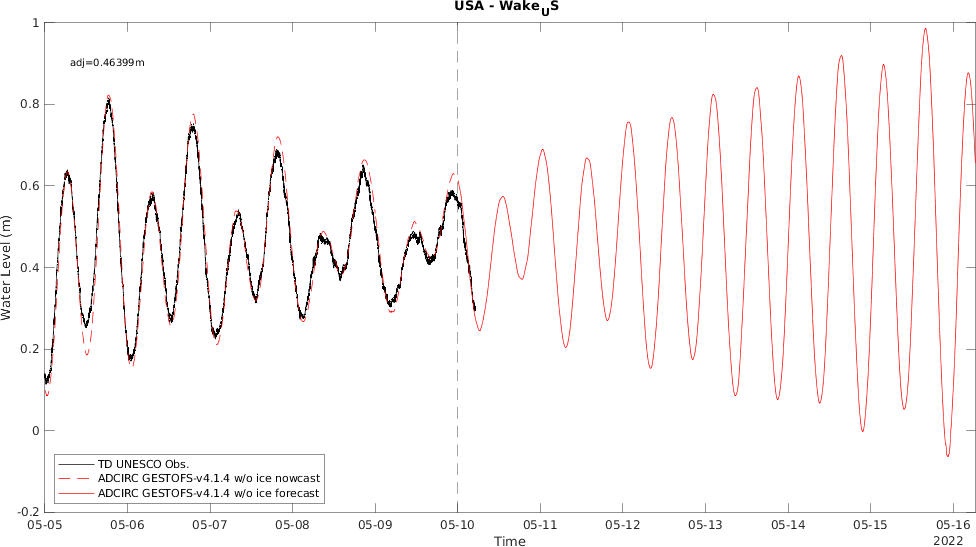 USA - WakeUS
adj=0.46399m
1
0.8
0.6
0.4
0.2
0
-0.2
Water Level (m)
TD UNESCO Obs.
ADCIRC GESTOFS-v4.1.4 w/o ice nowcast
ADCIRC GESTOFS-v4.1.4 w/o ice forecast
05-05 05-06 05-07 05-08 05-09 05-10 05-11 05-12 05-13 05-14 05-15 05-16
Time
2022